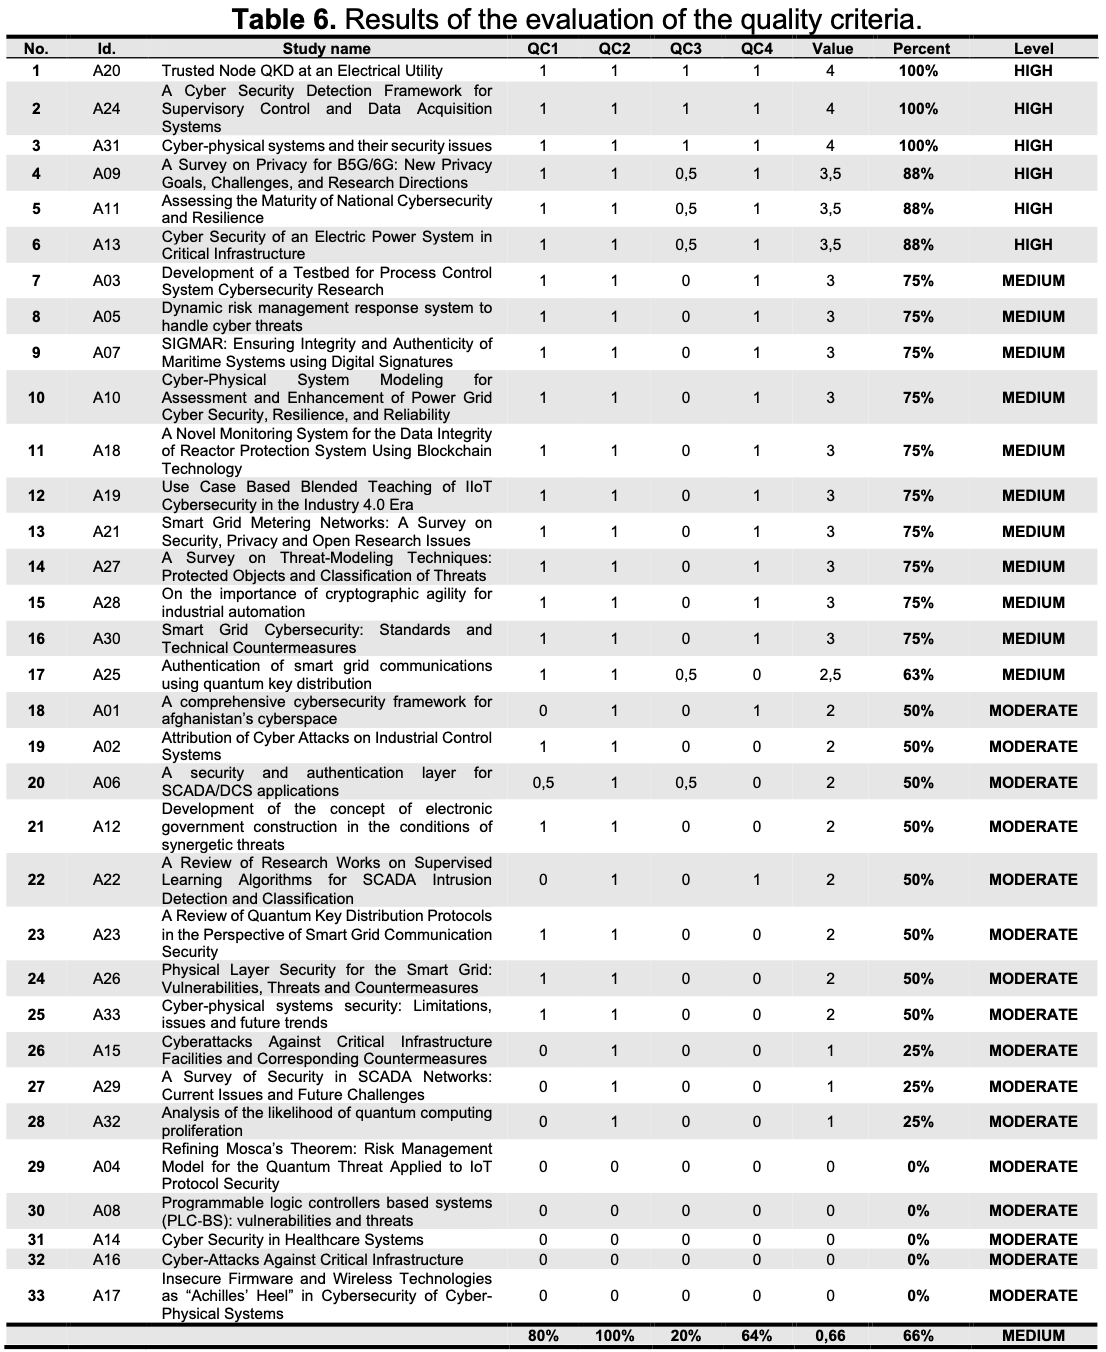 Table 6. Results of the evaluation of the quality criteria.
No. Id. Study name QC1 QC2 QC3 QC4 Value Percent Level
1 A20 Trusted Node QKD at an Electrical Utility 1 1 1 1 4 100% HIGH
A Cyber Security Detection Framework for
2 A24 Supervisory Control and Data Acquisition 1 1 1 1 4 100% HIGH
Systems
3 A31 Cyber-physical systems and their security issues 1 1 1 1 4 100% HIGH
4 A09 A Survey on Privacy for B5G/6G: New Privacy 1 1 0,5 1 3,5 88% HIGH
Goals, Challenges, and Research Directions
5 A11 Assessing the Maturity of National Cybersecurity 1 1 0,5 1 3,5 88% HIGH
and Resilience
6 A13 Cyber Security of an Electric Power System in 1 1 0,5 1 3,5 88% HIGH
Critical Infrastructure
7 A03 Development of a Testbed for Process Control 1 1 0 1 3 75% MEDIUM
System Cybersecurity Research
8 A05 Dynamic risk management response system to 1 1 0 1 3 75% MEDIUM
handle cyber threats
9 A07 SIGMAR: Ensuring Integrity and Authenticity of 1 1 0 1 3 75% MEDIUM
Maritime Systems using Digital Signatures
Cyber-Physical System Modeling for
10 A10 Assessment and Enhancement of Power Grid 1 1 0 1 3 75% MEDIUM
Cyber Security, Resilience, and Reliability
A Novel Monitoring System for the Data Integrity
11 A18 of Reactor Protection System Using Blockchain 1 1 0 1 3 75% MEDIUM
Technology
12 A19 Use Case Based Blended Teaching of IIoT 1 1 0 1 3 75% MEDIUM
Cybersecurity in the Industry 4.0 Era
13 A21 Smart Grid Metering Networks: A Survey on 1 1 0 1 3 75% MEDIUM
Security, Privacy and Open Research Issues
14 A27 A Survey on Threat-Modeling Techniques: 1 1 0 1 3 75% MEDIUM
Protected Objects and Classification of Threats
15 A28 On the importance of cryptographic agility for 1 1 0 1 3 75% MEDIUM
industrial automation
16 A30 Smart Grid Cybersecurity: Standards and 1 1 0 1 3 75% MEDIUM
Technical Countermeasures
17 A25 Authentication of smart grid communications 1 1 0,5 0 2,5 63% MEDIUM
using quantum key distribution
18 A01 A comprehensive cybersecurity framework for 0 1 0 1 2 50% MODERATE
afghanistan's cyberspace
19 A02 Attribution of Cyber Attacks on Industrial Control 1 1 0 0 2 50% MODERATE
Systems
20 A06 A security and authentication layer for 0,5 1 0,5 0 2 50% MODERATE
SCADA/DCS applications
Development of the concept of electronic
21 A12 government construction in the conditions of 1 1 0 0 2 50% MODERATE
synergetic threats
A Review of Research Works on Supervised
22 A22 Learning Algorithms for SCADA Intrusion 0 1 0 1 2 50% MODERATE
Detection and Classification
A Review of Quantum Key Distribution Protocols
23 A23 in the Perspective of Smart Grid Communication 1 1 0 0 2 50% MODERATE
Security
24 A26 Physical Layer Security for the Smart Grid: 1 1 0 0 2 50% MODERATE
Vulnerabilities, Threats and Countermeasures
25 A33 Cyber-physical systems security: Limitations, 1 1 0 0 2 50% MODERATE
issues and future trends
26 A15 Cyberattacks Against Critical Infrastructure 0 1 0 0 1 25% MODERATE
Facilities and Corresponding Countermeasures
27 A29 A Survey of Security in SCADA Networks: 0 1 0 0 1 25% MODERATE
Current Issues and Future Challenges
28 A32 Analysis of the likelihood of quantum computing 0 1 0 0 1 25% MODERATE
proliferation
Refining Mosca's Theorem: Risk Management
29 A04 Model for the Quantum Threat Applied to IoT 0 0 0 0 0 0% MODERATE
Protocol Security
30 A08 Programmable logic controllers based systems 0 0 0 0 0 0% MODERATE
(PLC-BS): vulnerabilities and threats
31 A14 Cyber Security in Healthcare Systems 0 0 0 0 0 0% MODERATE
32 A16 Cyber-Attacks Against Critical Infrastructure 0 0 0 0 0 0% MODERATE
Insecure Firmware and Wireless Technologies
33 A17 as “Achilles’ Heel” in Cybersecurity of Cyber- 0 0 0 0 0 0% MODERATE
Physical Systems
80% 100% 20% 64% 0,66 66% MEDIUM